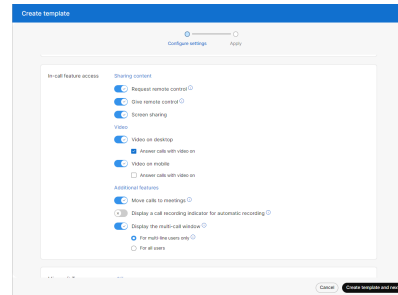 Create template
Configure settings
Apply
In-call feature access
Sharing content
Request remote control
Give remote control
Screen sharing
Video
Video on desktop
Answer calls with video on
Video on mobile
Answer calls with video on
Additional features
Move calls to meetings
Display a call recording indicator for automatic recording
Display the multi-call window
For multi-line users only
For all users
Cancel
Create template and next